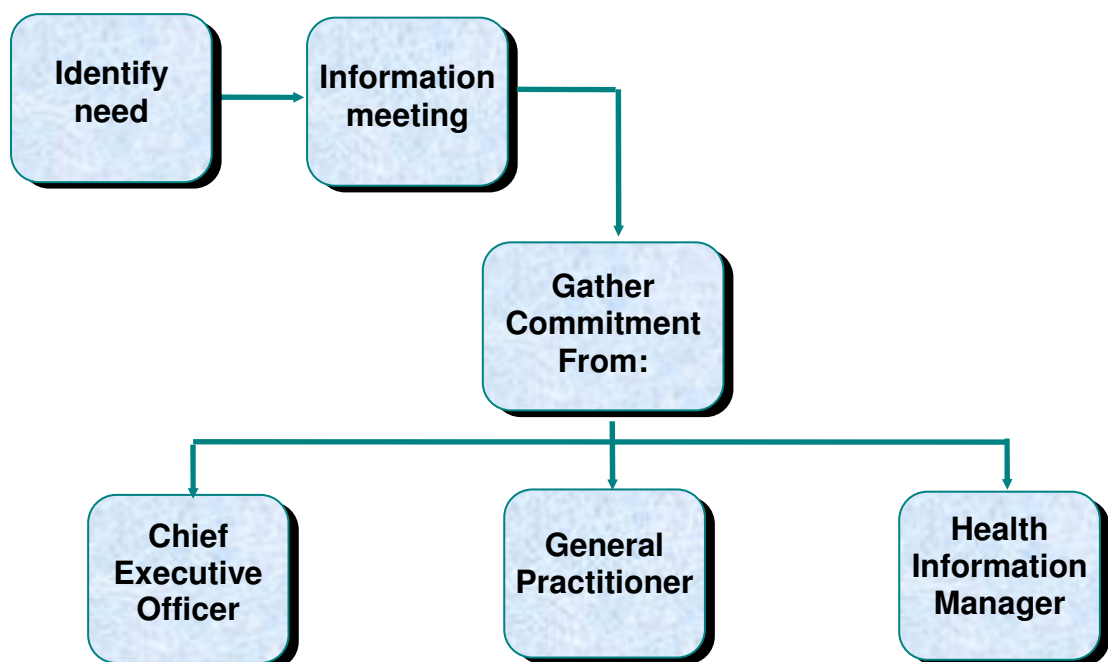 Identify
need
Information
meeting
Gather
Commitment
From:
Chief
Executive
Officer
General
Practitioner
Health
Information
Manager